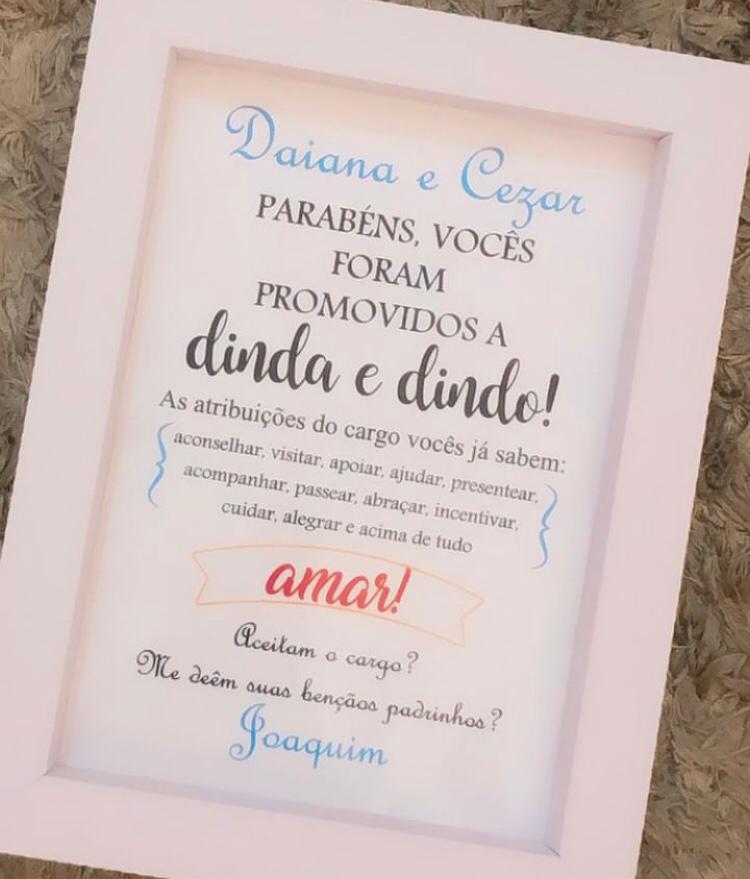 Daiana e Cezar
PARABÉNS, VOCÊS
FORAM
PROMOVIDOS A
dinda e dindo!
As atribuições do cargo vocês já sabem:
aconselhar, visitar, apoiar, ajudar, presentear,
acompanhar, passear, abraçar, incentivar,
cuidar, alegrar e acima de tudo
amar!
Aceitam o cargo?
Me deêm suas bençãos padrinhos?
Joaquim